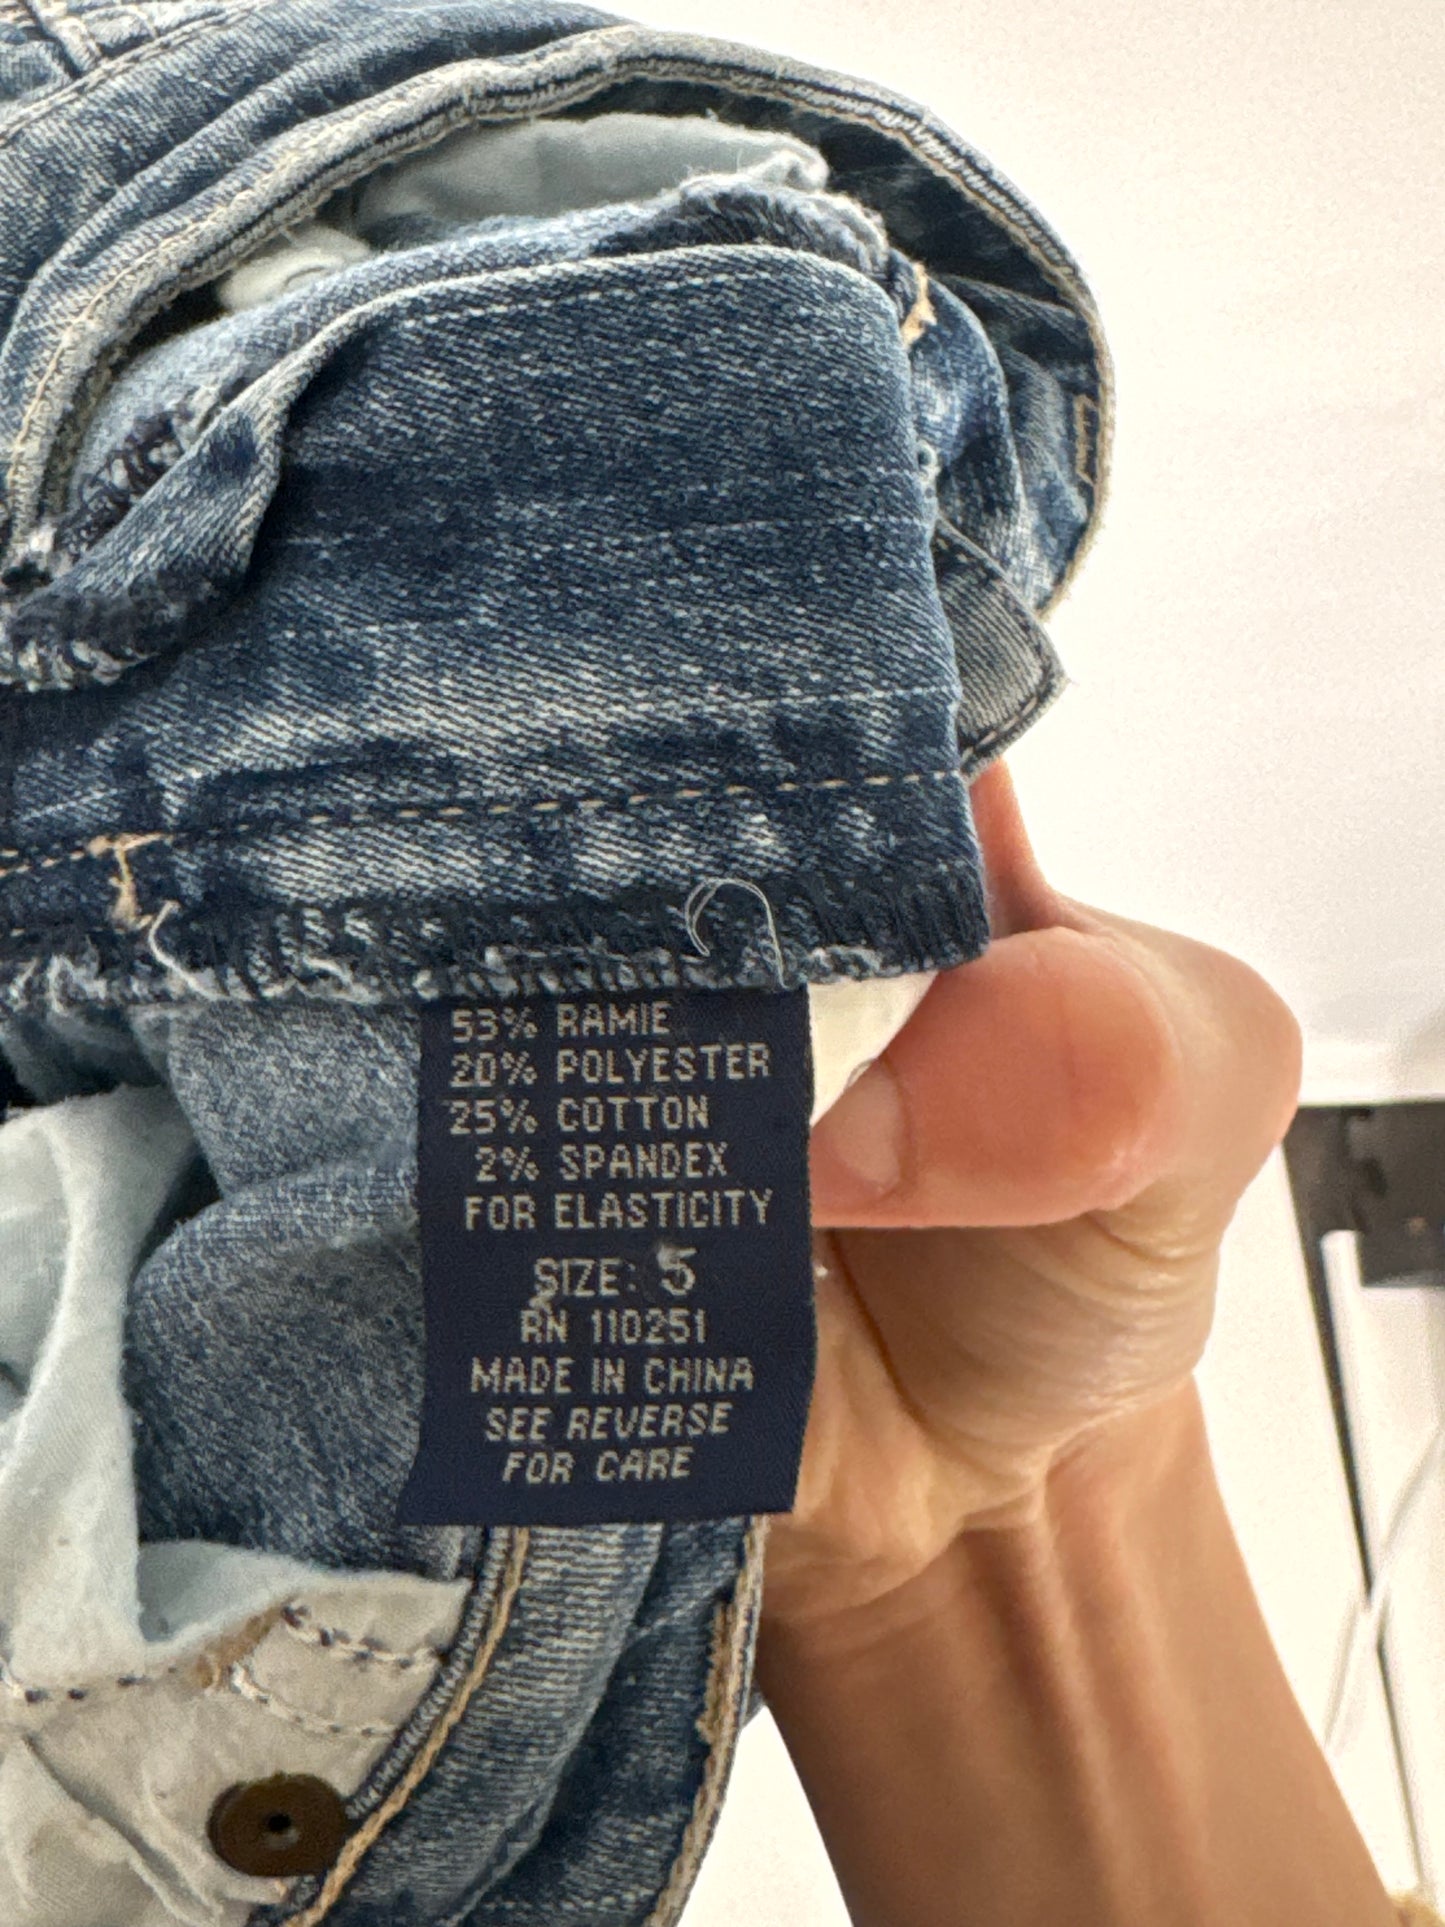 53% RAMIE
20% POLYESTER
25% COTTON
2% SPANDEX
FOR ELASTICITY
SIZE: 5
RN 110251
MADE IN CHINA
SEE REVERSE
FOR CARE